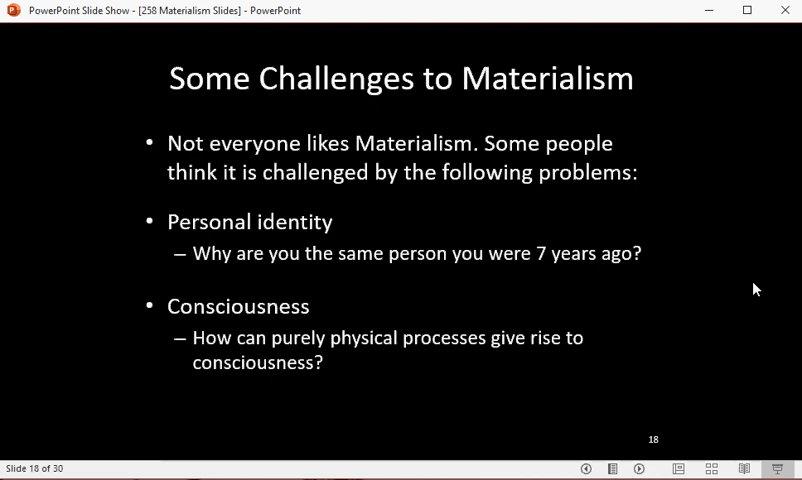 PowerPoint Slide Show - [258 Materialism Slides] - PowerPoint
Some Challenges to Materialism
• Not everyone likes Materialism. Some people
think it is challenged by the following problems:
• Personal identity
– Why are you the same person you were 7 years ago?
• Consciousness
– How can purely physical processes give rise to
consciousness?
18
Slide 18 of 30